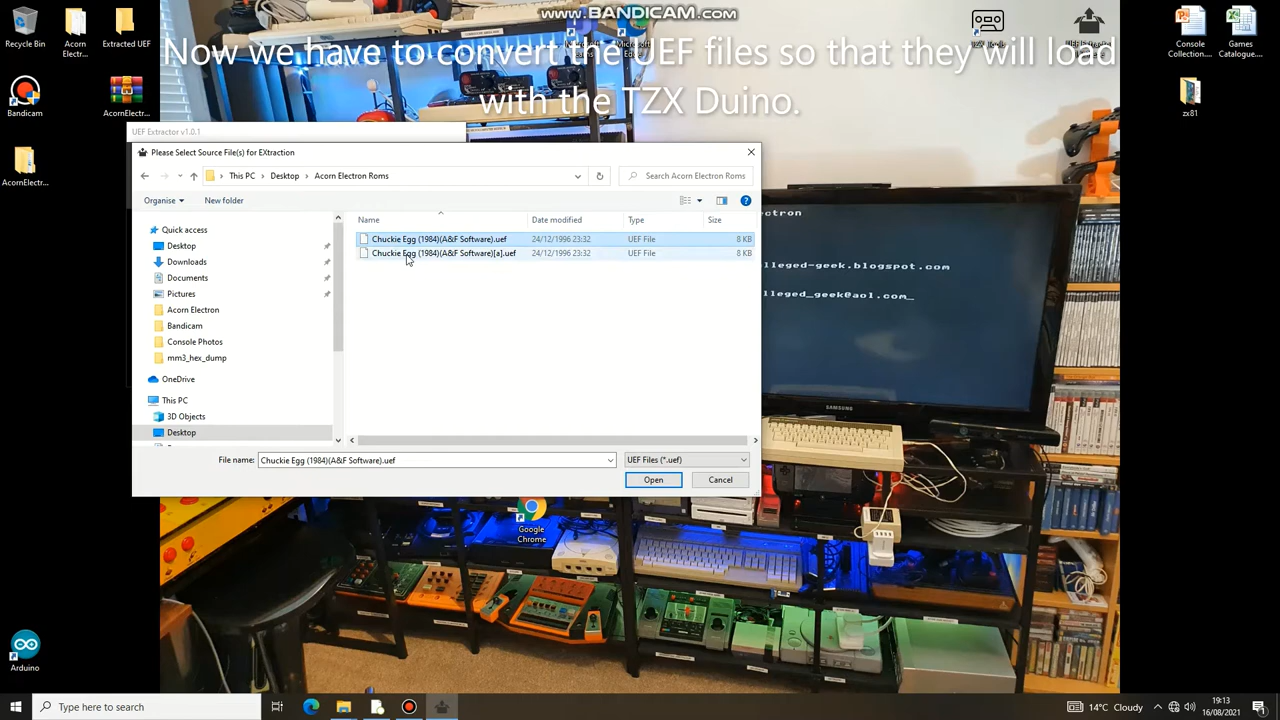 www.BANDICAM.com
Now we have to convert the UEF files so that they will load
with the TZX Duino.
Recycle Bin
Acorn
Elect...
Extracted UEF
Console
Collection...
Games
Catalogue...
Bandicam
AcornElectr...
zx81
UEF Extractor v1.0.1
Please Select Source File(s) for EXtraction
This PC
Desktop
Acorn Electron Roms
Search Acorn Electron Roms
AcornElectr...
Organise
New folder
Name
Date modified
Type
Size
Quick access
Desktop
Downloads
Documents
Pictures
Acorn Electron
Bandicam
Console Photos
mm3_hex_dump
OneDrive
This PC
3D Objects
Desktop
Chuckie Egg (1984)(A&F Software).uef
24/12/1996 23:32
UEF File
8 KB
Chuckie Egg (1984)(A&F Software)[a].uef
24/12/1996 23:32
UEF File
8 KB
ctron
lleged-geek.blogspot.com
lleged_geek@aol.com_
SAMSUNG
File name:
Chuckie Egg (1984)(A&F Software).uef
UEF Files (*.uef)
Open
Cancel
Google
Chrome
Arduino
Type here to search
14°C Cloudy
19:13
16/08/2021
1